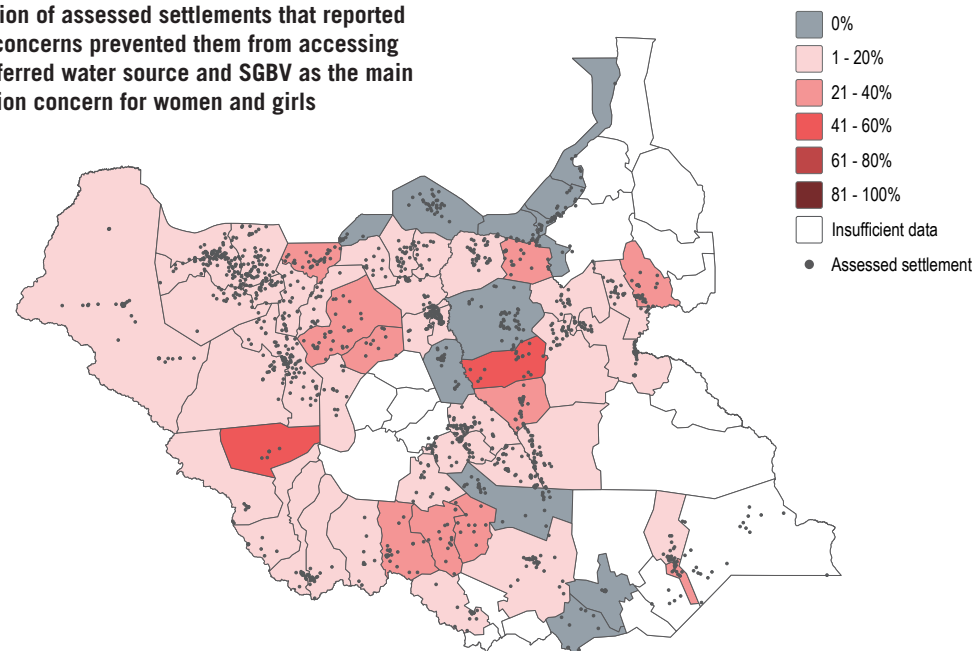 ion of assessed settlements that reported
concerns prevented them from accessing
ferred water source and SGBV as the main
ion concern for women and girls
0%
1 - 20%
21 - 40%
41 - 60%
61 - 80%
81 - 100%
Insufficient data
Assessed settlement